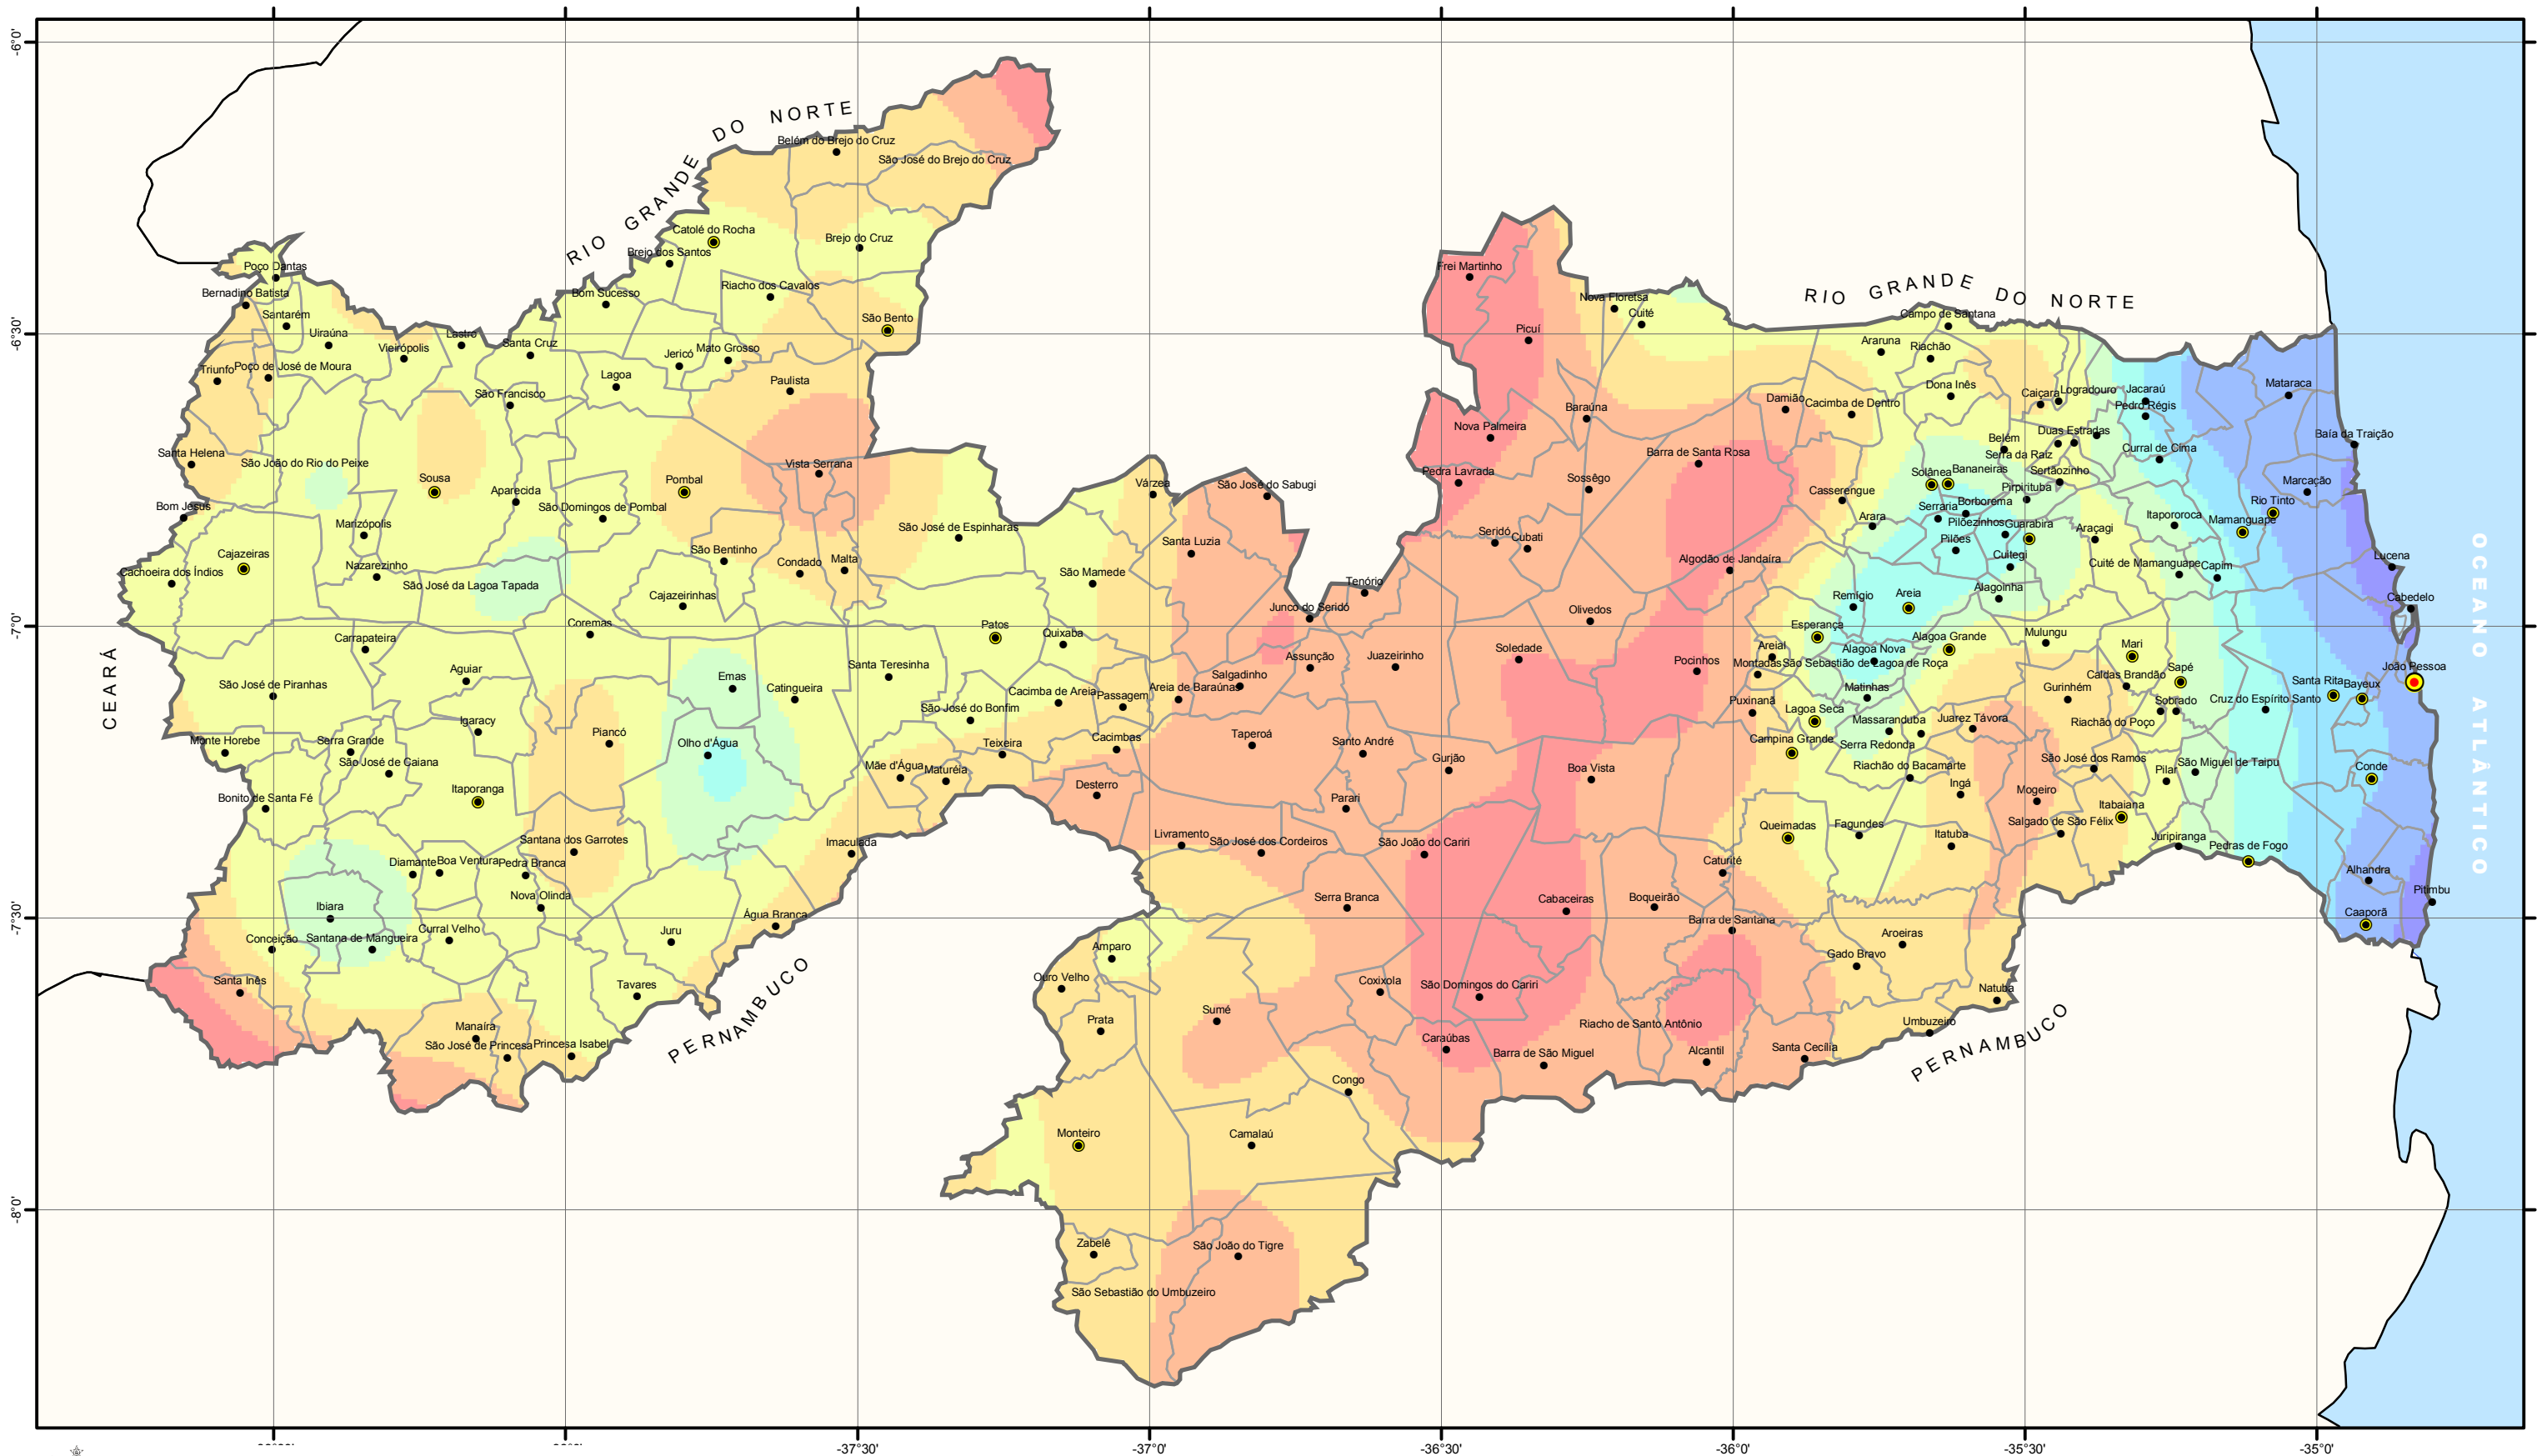 -6°0'
RIO GRANDE DO NORTE
Belém do Brejo do Cruz
São José do Brejo do Cruz
Catolé do Rocha
Brejo do Cruz
Brejo dos Santos
Poço Dantas
Frei Martinho
Riacho dos Cavalos
Bernadino Batista
Bom Sucesso
Nova Floresta
RIO GRANDE DO NORTE
Santarém
São Bento
Cuité
Campo de Santana
-6°30'
Uiraúna
Lastro
Picuí
Vieirópolis
Santa Cruz
Jericó
Mato Grosso
Araruna
Riachão
Triunfo
Poço de José de Moura
Lagoa
Paulista
Dona Inês
Mataraca
São Francisco
Baraúna
Damião
Cacimba de Dentro
Caiçara
Logradouro
Jacaraú
Pedro Régis
Nova Palmeira
Duas Estradas
Baía da Traição
Santa Helena
São João do Rio do Peixe
Vista Serrana
Barra de Santa Rosa
Belém
Serra da Raiz
Curral de Cima
Sousa
Pombal
Várzea
São José do Sabugi
Pedra Lavrada
Sossêgo
Solânea
Bananeiras
Sertãozinho
Marcação
Aparecida
Casserengue
Pirpirituba
Rio Tinto
Bom Jesus
São Domingos de Pombal
Borborema
Serraria
Marizópolis
São José de Espinharas
Arara
Pilõezinhos
Guarabira
Araçagi
Itapororoca
Mamanguape
Seridó
Cubati
Santa Luzia
Pilões
OCEANO ATLÂNTICO
Cajazeiras
São Bentinho
Condado
Malta
Algodão de Jandaíra
Cuitegi
Cuité de Mamanguape
Capim
Lucena
Cachoeira dos Índios
Nazarezinho
São José da Lagoa Tapada
São Mamede
Tenório
Alagoinha
Cajazeirinhas
Junco do Seridó
Olivedos
Remígio
Areia
Cabedelo
-7°0'
Coremas
Patos
Quixaba
Esperança
Carrapateira
Soledade
Areial
Alagoa Grande
Mulungu
Mari
CEARÁ
Aguiar
Santa Teresinha
Assunção
Juazeirinho
Pocinhos
Montadas
Alagoa Nova
São Sebastião de Lagoa de Roça
João Pessoa
São José de Piranhas
Emas
Catingueira
Cacimba de Areia
Passagem
Areia de Baraúnas
Salgadinho
Matinhas
Gurinhém
Caldas Brandão
Sapé
Santa Rita
Bayeux
São José do Bonfim
Puxinanã
Lagoa Seca
Massaranduba
Juarez Távora
Riachão do Poço
Sobrado
Cruz do Espírito Santo
Igaracy
Piancó
Olho d'Água
Teixeira
Cacimbas
Taperoá
Santo André
Campina Grande
Serra Redonda
Monte Horebe
Serra Grande
São José de Caiana
Mãe d'Água
Maturéia
Gurjão
Boa Vista
Riachão do Bacamarte
São José dos Ramos
Pilar
São Miguel de Taipu
Conde
Itaporanga
Desterro
Parari
Ingá
Mogeiro
Bonito de Santa Fé
Itabaiana
Santana dos Garrotes
Imaculada
Livramento
São José dos Cordeiros
São João do Cariri
Queimadas
Fagundes
Itatuba
Salgado de São Félix
Juripiranga
Pedras de Fogo
Diamante
Boa Ventura
Pedra Branca
Caturité
Alhandra
Ibiara
Nova Olinda
Serra Branca
Cabaceiras
Boqueirão
Pitimbu
-7°30'
Água Branca
Barra de Santana
Caaporã
Conceição
Santana de Mangueira
Curral Velho
Juru
Amparo
Aroeiras
Gado Bravo
Santa Inês
Tavares
Ouro Velho
Coxixola
São Domingos do Cariri
Natuba
PERNAMBUCO
Manaíra
Prata
Sumé
Riacho de Santo Antônio
Umbuzeiro
São José de Princesa
Princesa Isabel
Caraúbas
Barra de São Miguel
Alcantil
Santa Cecília
PERNAMBUCO
Congo
Monteiro
Camalaú
-8°0'
Zabelê
São João do Tigre
São Sebastião do Umbuzeiro
-37°30'
-37°0'
-36°30'
-36°0'
-35°30'
-35°0'